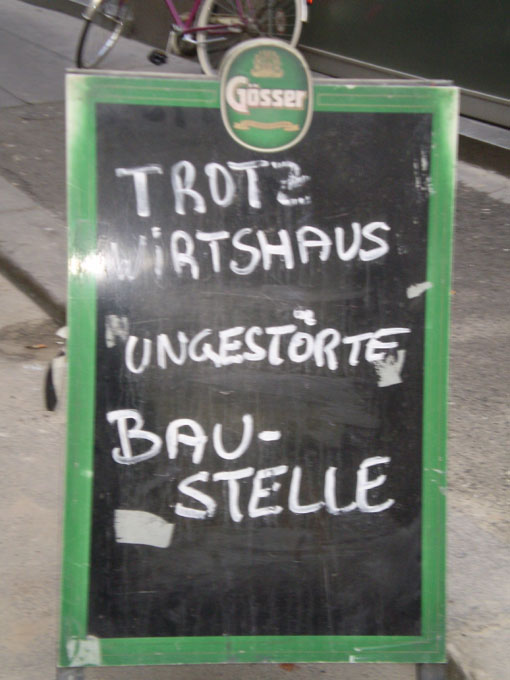 Gösser
TROTZ
WiRTSHAUS
UNGESTÖRTE
BAU-
STELLE